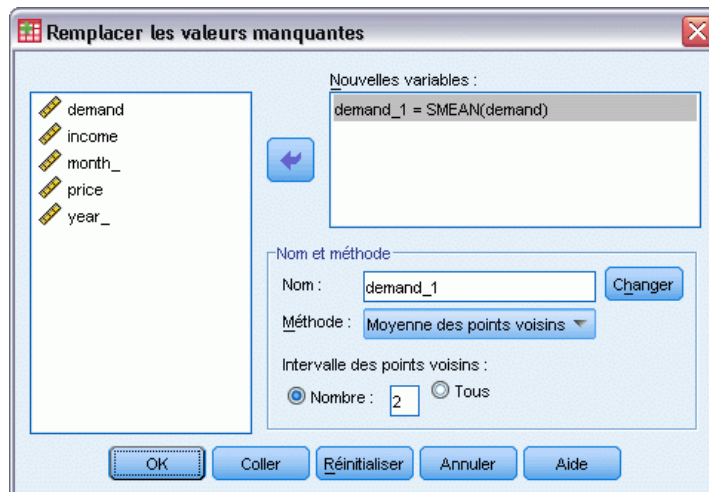 Remplacer les valeurs manquantes
demand
income
month_
price
year_
Nouvelles variables :
demand_1 = SMEAN(demand)
Nom et méthode
Nom :
demand_1
Changer
Méthode :
Moyenne des points voisins
Intervalle des points voisins :
Nombre :
2
Tous
OK
Coller
Réinitialiser
Annuler
Aide